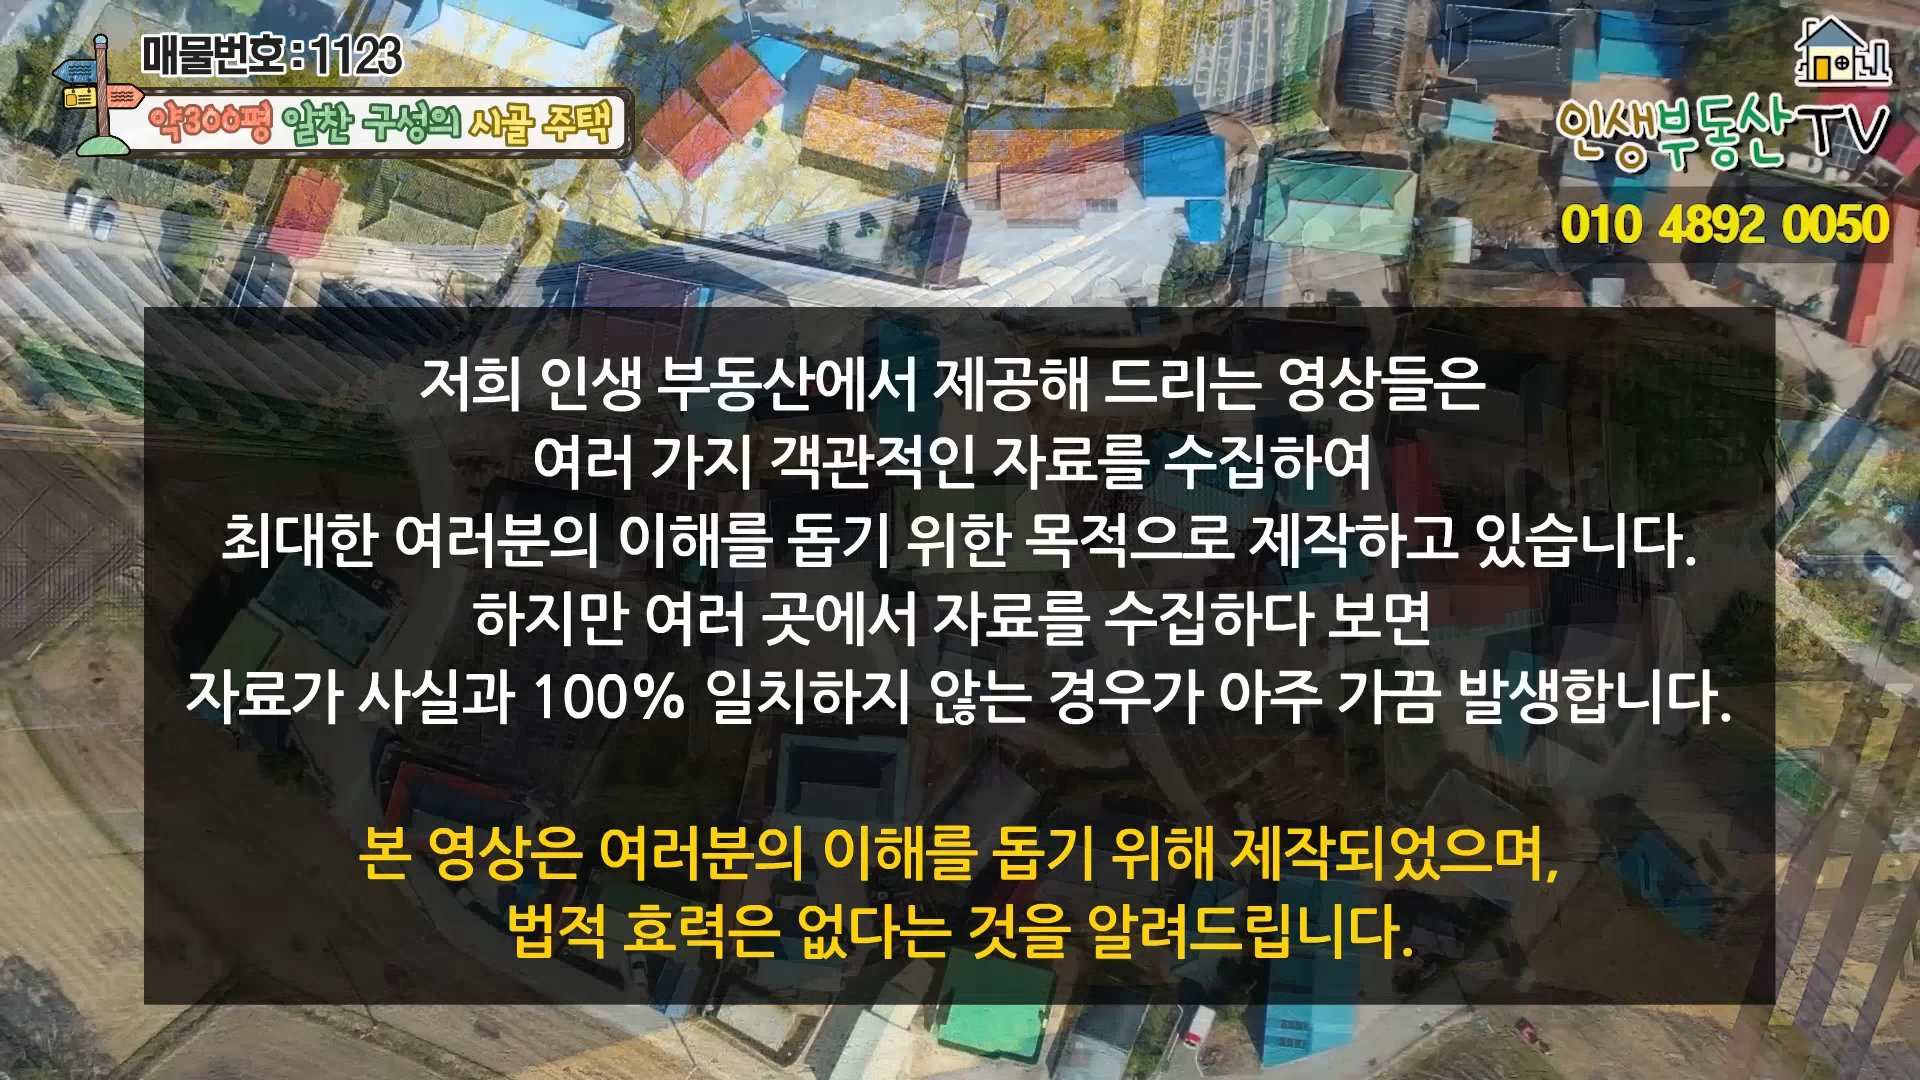 매물번호 : 1123
약300평 알찬 구성의 시골 주택
인생부동산TV
010 4892 0050
저희 인생 부동산에서 제공해 드리는 영상들은
여러 가지 객관적인 자료를 수집하여
최대한 여러분의 이해를 돕기 위한 목적으로 제작하고 있습니다.
하지만 여러 곳에서 자료를 수집하다 보면
자료가 사실과 100% 일치하지 않는 경우가 아주 가끔 발생합니다.
본 영상은 여러분의 이해를 돕기 위해 제작되었으며,
법적 효력은 없다는 것을 알려드립니다.